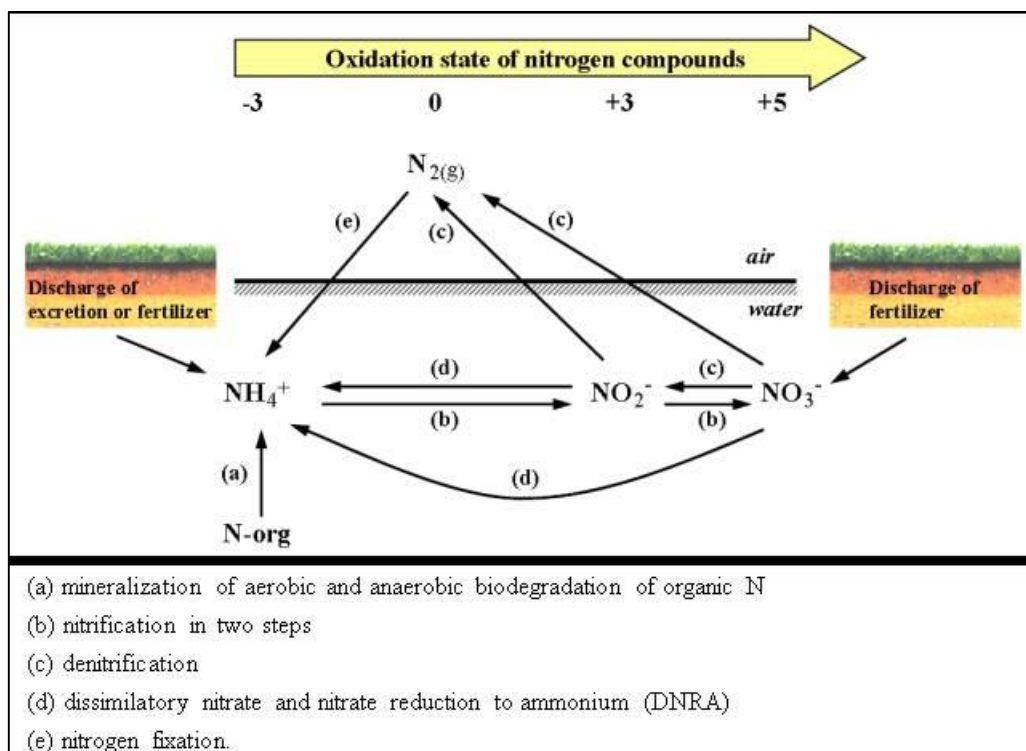 Oxidation state of nitrogen compounds
-3 0 +3 +5
N2(g)
(e) (c) (c)
air
water
Discharge of
excretion or fertilizer
Discharge of
fertilizer
(d) (c)
NH4+ NO2- NO3-
(b) (b)
(a) (d)
N-org
(a) mineralization of aerobic and anaerobic biodegradation of organic N
(b) nitrification in two steps
(c) denitrification
(d) dissimilatory nitrate and nitrate reduction to ammonium (DNRA)
(e) nitrogen fixation.